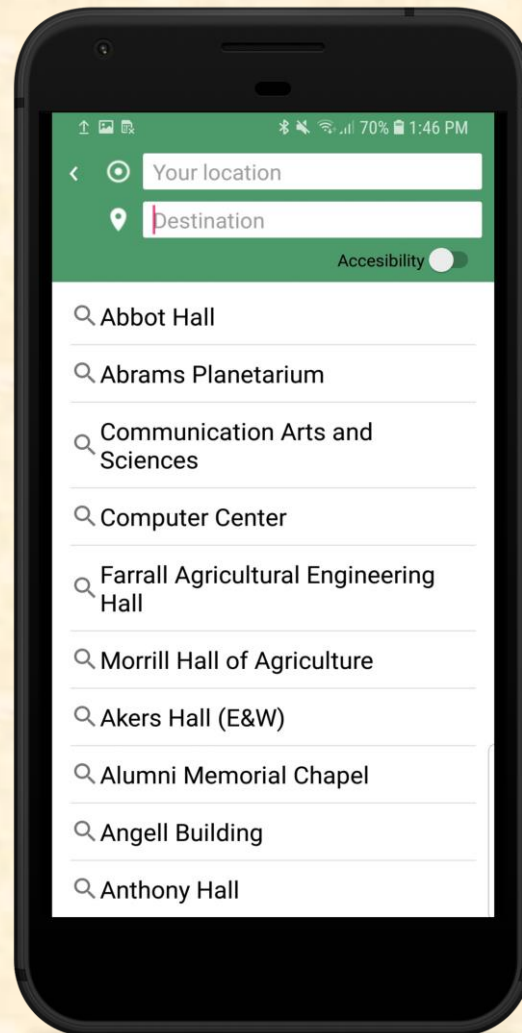 70% 1:46 PM
Your location
Destination
Accesibility
Abbot Hall
Abrams Planetarium
Communication Arts and
Sciences
Computer Center
Farrall Agricultural Engineering
Hall
Morrill Hall of Agriculture
Akers Hall (E&W)
Alumni Memorial Chapel
Angell Building
Anthony Hall